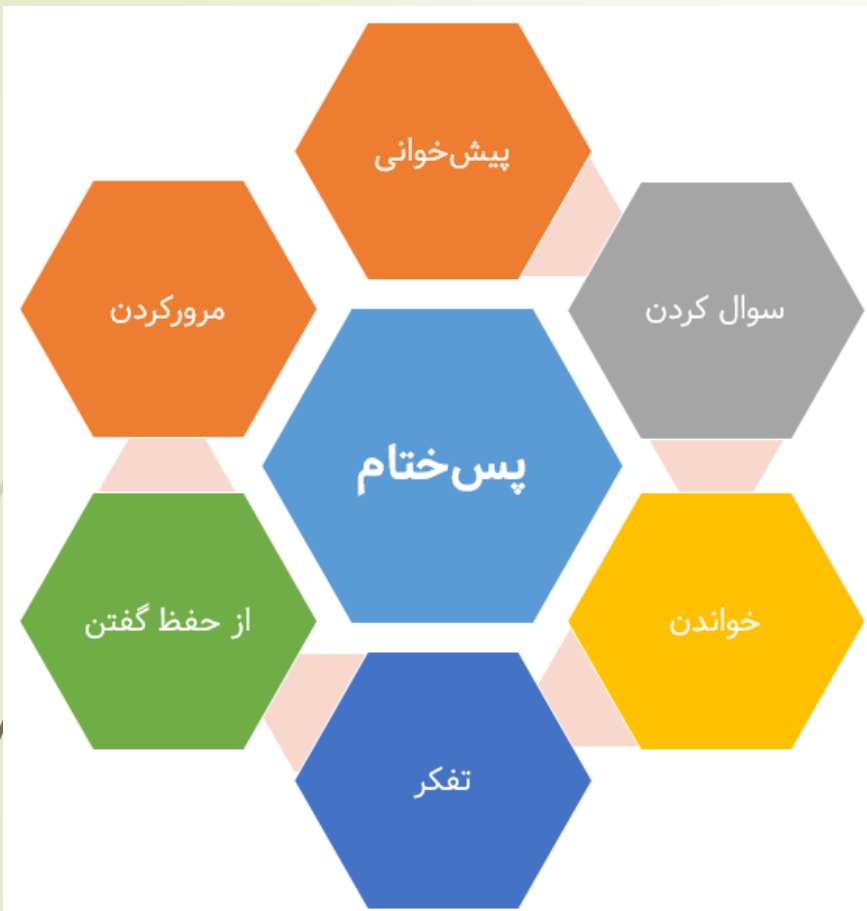 پیش‌خوانی
سوال کردن
خواندن
تفکر
از حفظ گفتن
مرورکردن
پس‌ختام